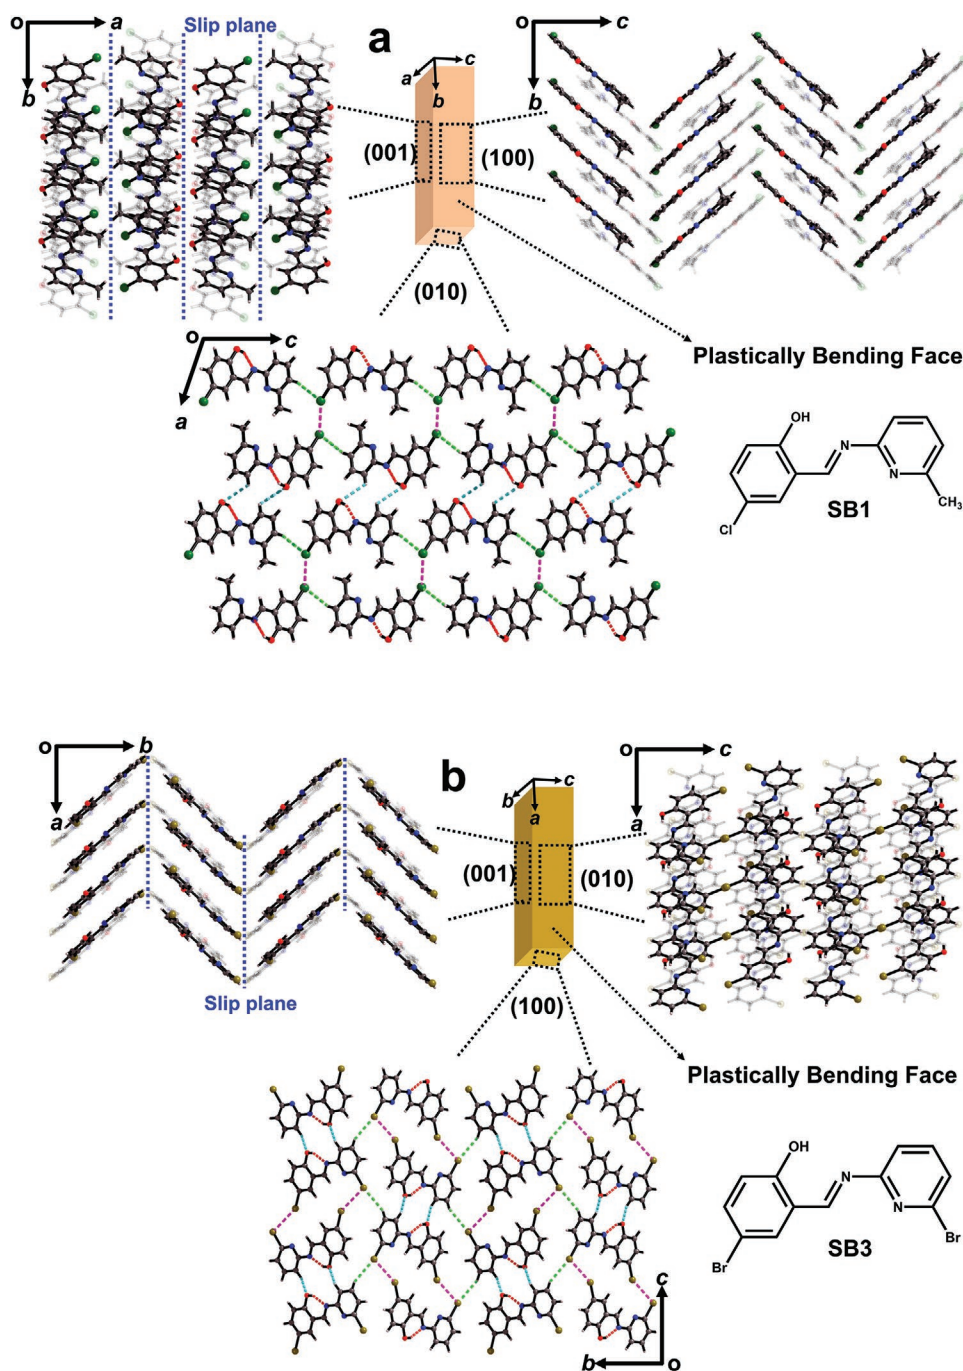 o a
Slip plane
b
a
a c
b
o c
b
(001)
(100)
(010)
o c
a
Plastically Bending Face
OH
N
N
Cl
CH3
SB1
o b
a
b
b c
a
o c
a
(001)
(010)
Slip plane
(100)
Plastically Bending Face
OH
N
N
Br
Br
SB3
c
b o